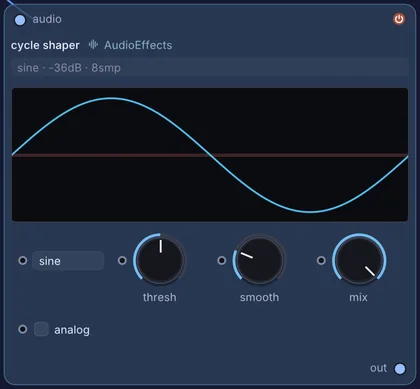 audio
cycle shaper AudioEffects
sine · -36dB · 8smp
sine
thresh smooth mix
analog
out